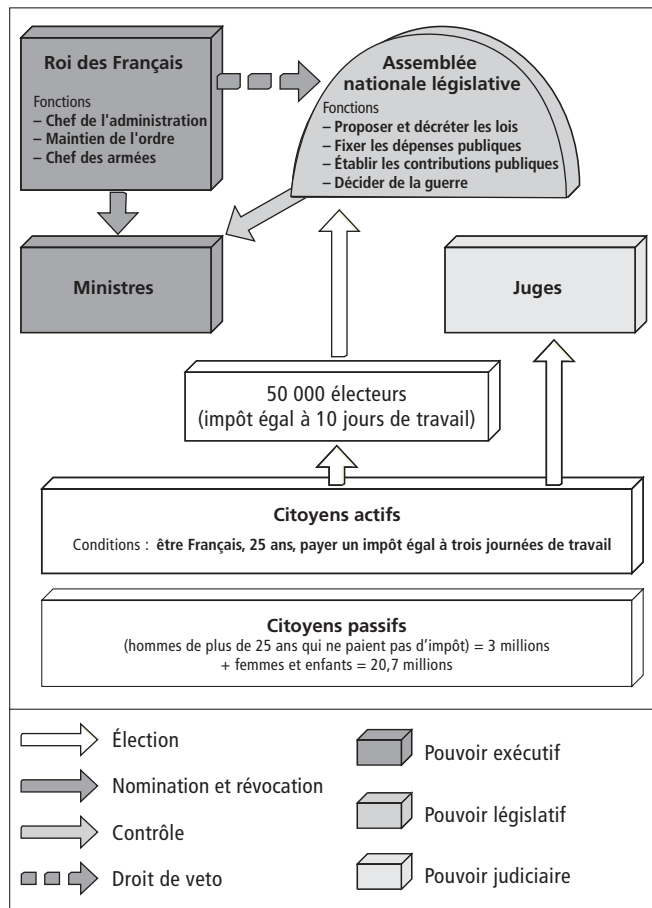 Roi des Français
Fonctions
– Chef de l'administration
– Maintien de l'ordre
– Chef des armées
Assemblée
nationale législative
Fonctions
– Proposer et décréter les lois
– Fixer les dépenses publiques
– Établir les contributions publiques
– Décider de la guerre
Ministres
Juges
50 000 électeurs
(impôt égal à 10 jours de travail)
Citoyens actifs
Conditions : être Français, 25 ans, payer un impôt égal à trois journées de travail
Citoyens passifs
(hommes de plus de 25 ans qui ne paient pas d’impôt) = 3 millions
+ femmes et enfants = 20,7 millions
Élection
Nomination et révocation
Contrôle
Droit de veto
Pouvoir exécutif
Pouvoir législatif
Pouvoir judiciaire